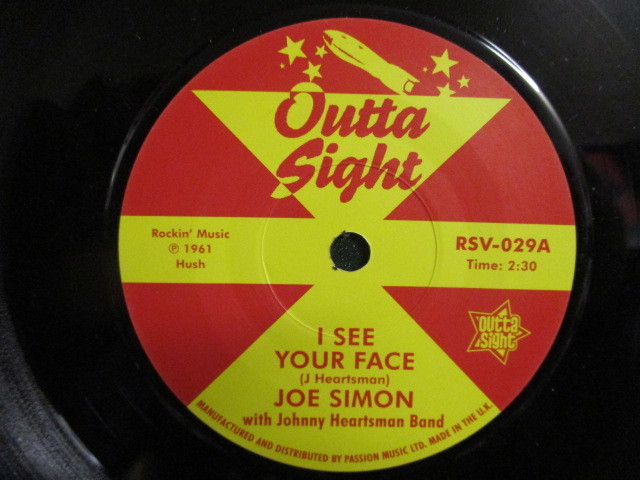 Outta
Sight
Rockin' Music
℗ 1961
Hush
RSV-029A
Time: 2:30
'outta
sight
I SEE
YOUR FACE
(J Heartsman)
JOE SIMON
with Johnny Heartsman Band
MANUFACTURED AND DISTRIBUTED BY PASSION MUSIC LTD. MADE IN THE U.K.